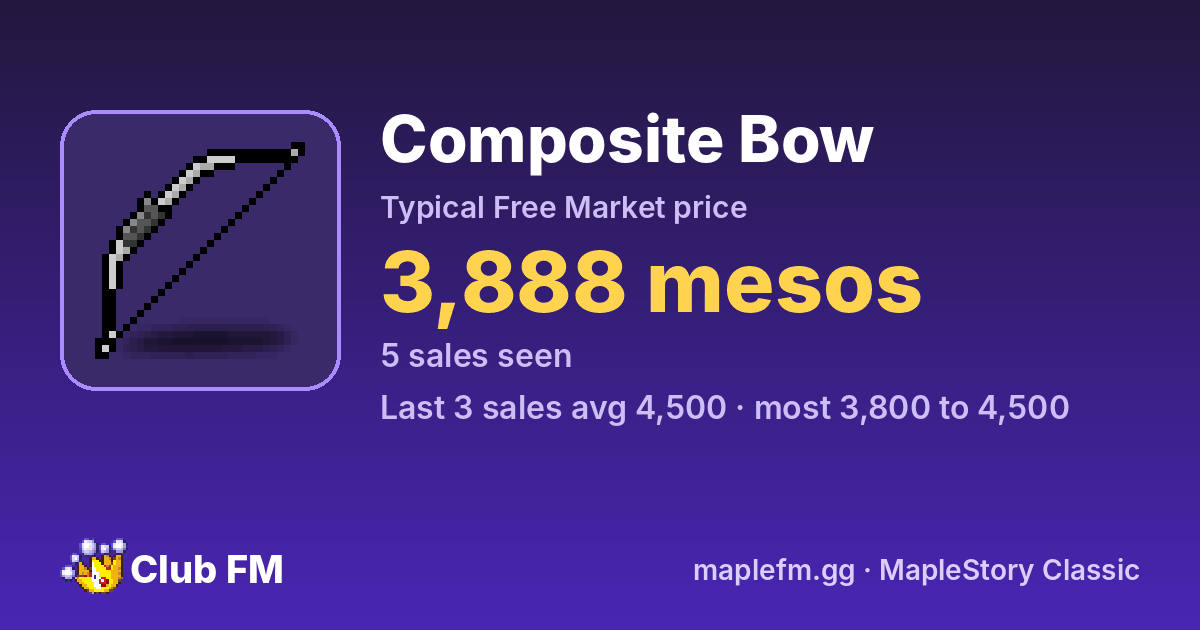 Composite Bow
Typical Free Market price
3,888 mesos
5 sales seen
Last 3 sales avg 4,500 · most 3,800 to 4,500
Club FM
maplefm.gg · MapleStory Classic